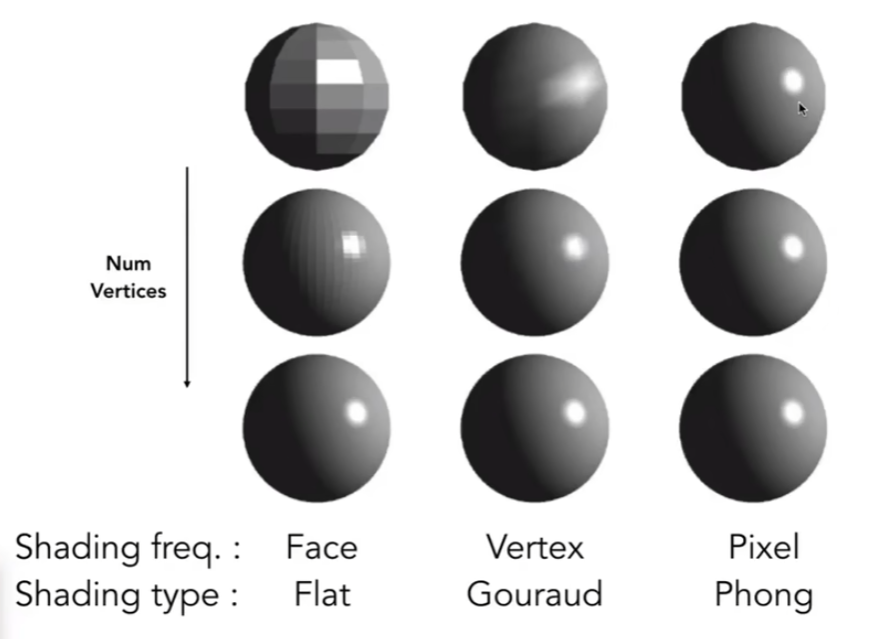 Num
Vertices
Shading freq. : Face Vertex Pixel
Shading type : Flat Gouraud Phong